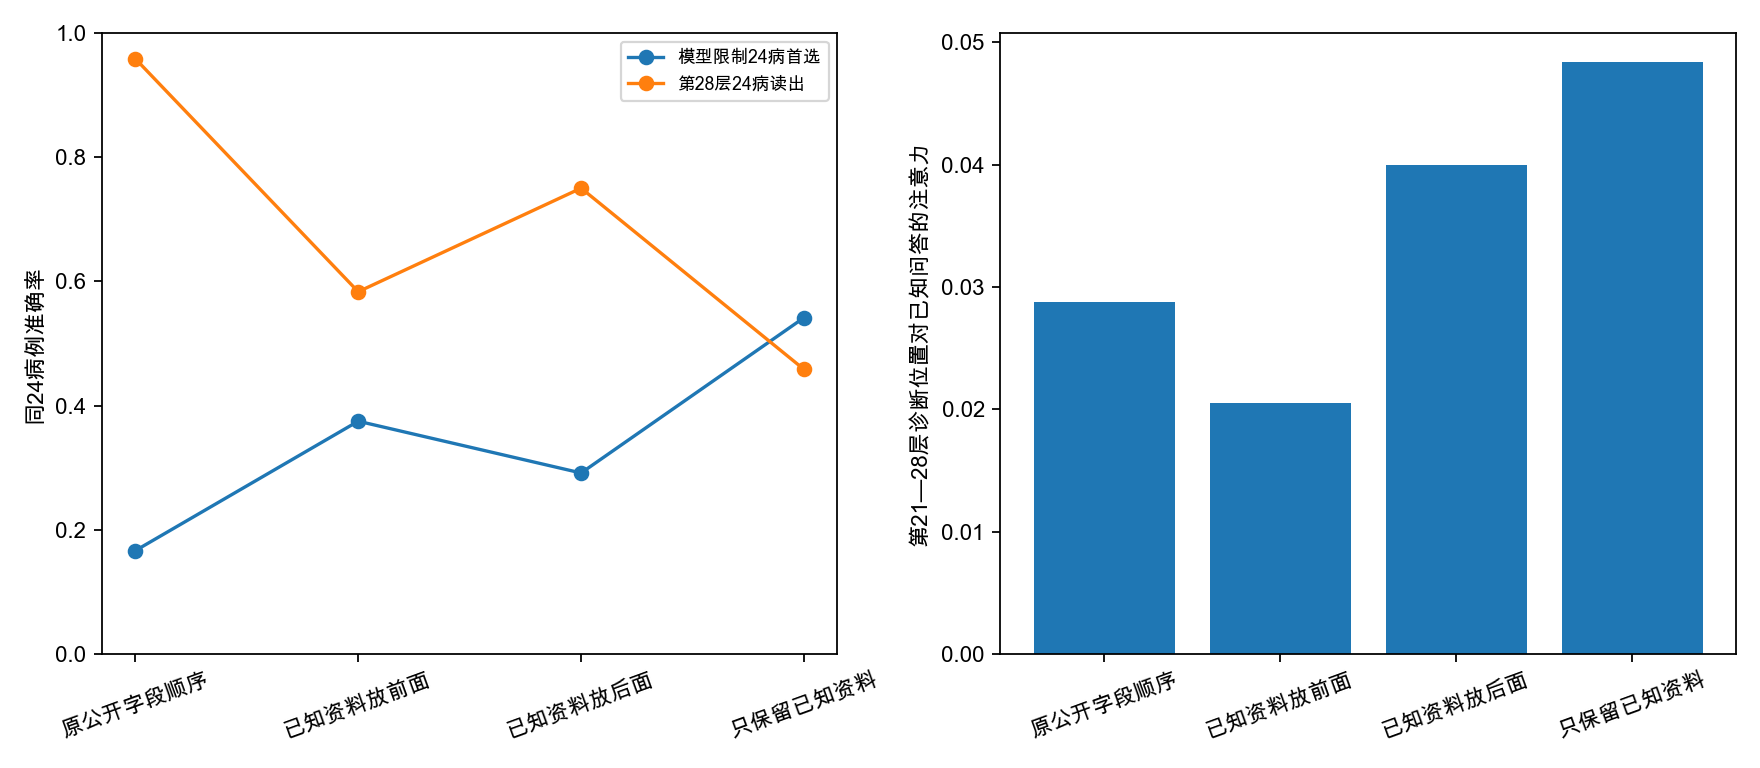 同24病例准确率
1.0
0.8
0.6
0.4
0.2
0.0
模型限制24病首选
第28层24病读出
原公开字段顺序
已知资料放前面
已知资料放后面
只保留已知资料
第21—28层诊断位置对已知问答的注意力
0.05
0.04
0.03
0.02
0.01
0.00
原公开字段顺序
已知资料放前面
已知资料放后面
只保留已知资料